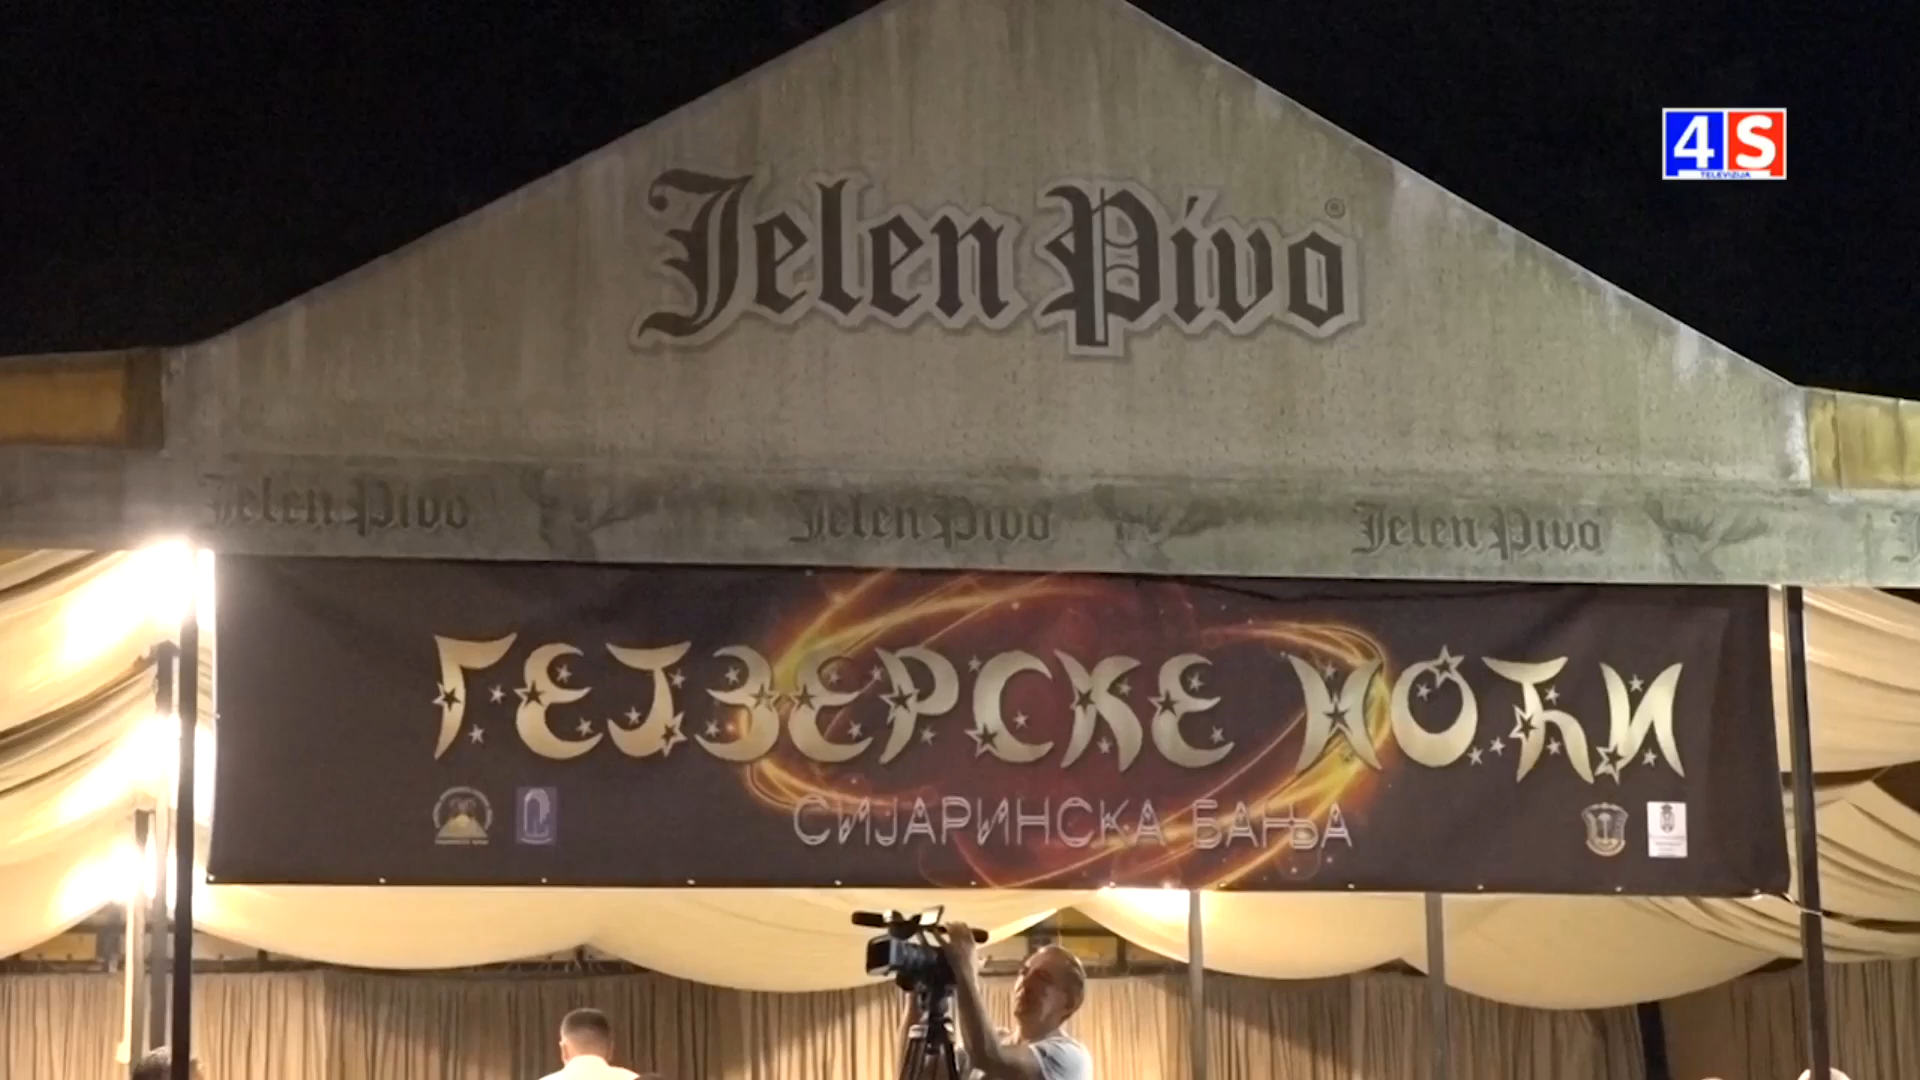 4S
TELEVIZIJA
Jelen Pivo®
Jelen Pivo Jelen Pivo Jelen Pivo
ГЕЈЗЕРСКЕ НОЋИ
СИЈАРИНСКА БАЊА